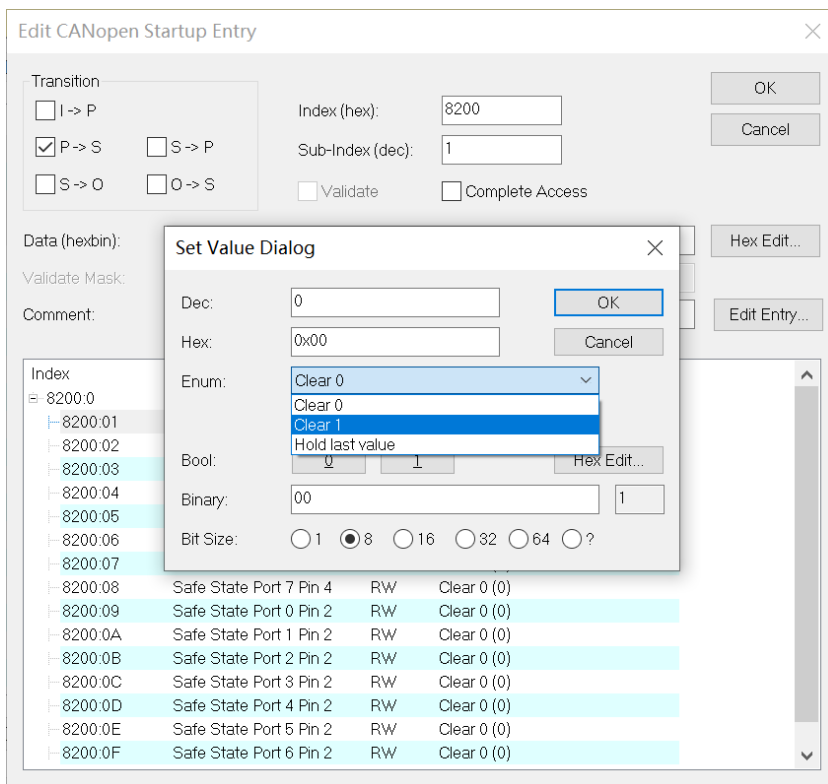 Edit CANopen Startup Entry
Transition
I -> P
P -> S
S -> P
S -> O
O -> S
Index (hex):
8200
Sub-Index (dec):
1
Validate
Complete Access
OK
Cancel
Data (hexbin):
Hex Edit...
Validate Mask:
Comment:
Edit Entry...
Set Value Dialog
Dec:
0
OK
Hex:
0x00
Cancel
Enum:
Clear 0
Clear 0
Clear 1
Hold last value
Bool:
0
1
Hex Edit...
Binary:
00
1
Bit Size:
1
8
16
32
64
?
Index
8200:0
8200:01
8200:02
8200:03
8200:04
8200:05
8200:06
8200:07
8200:08 Safe State Port 7 Pin 4 RW Clear 0 (0)
8200:09 Safe State Port 0 Pin 2 RW Clear 0 (0)
8200:0A Safe State Port 1 Pin 2 RW Clear 0 (0)
8200:0B Safe State Port 2 Pin 2 RW Clear 0 (0)
8200:0C Safe State Port 3 Pin 2 RW Clear 0 (0)
8200:0D Safe State Port 4 Pin 2 RW Clear 0 (0)
8200:0E Safe State Port 5 Pin 2 RW Clear 0 (0)
8200:0F Safe State Port 6 Pin 2 RW Clear 0 (0)